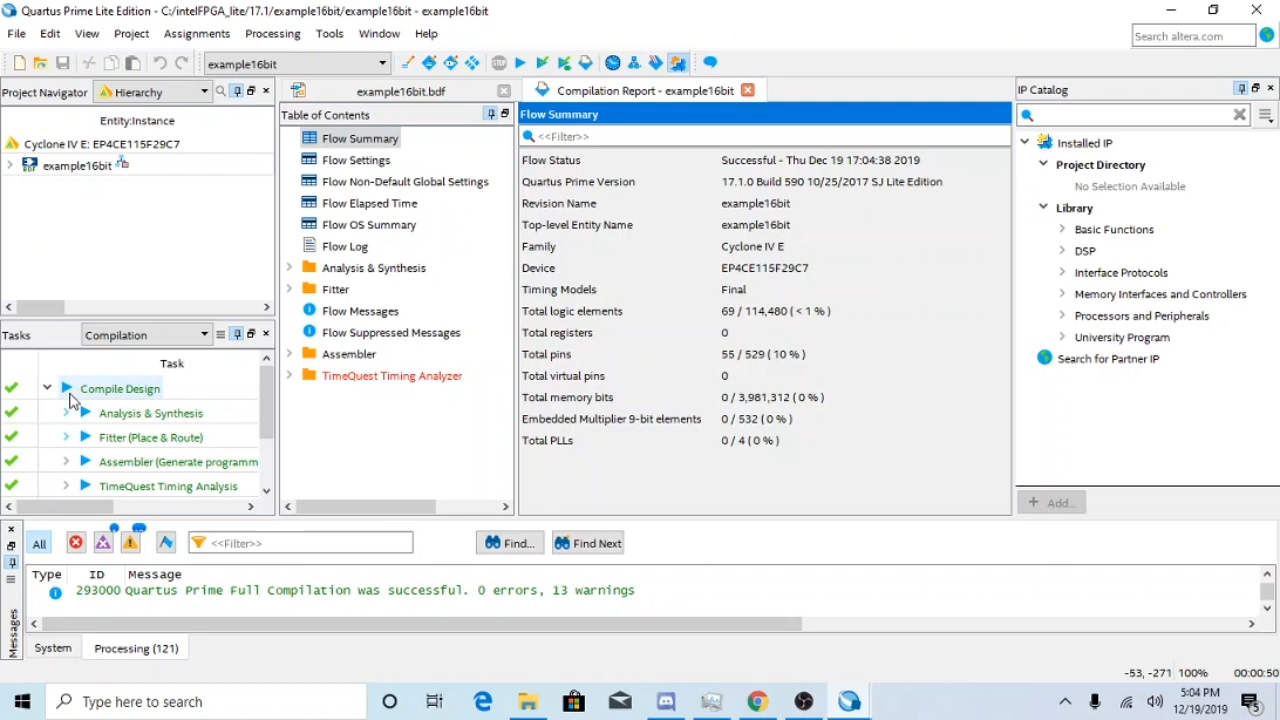 Quartus Prime Lite Edition - C:/intelFPGA_lite/17.1/example16bit/example16bit - example16bit
File Edit View Project Assignments Processing Tools Window Help
Search altera.com
example16bit
Project Navigator Hierarchy
Entity:Instance
Cyclone IV E: EP4CE115F29C7
example16bit
Tasks Compilation
Task
Compile Design
Analysis & Synthesis
Fitter (Place & Route)
Assembler (Generate programm
TimeQuest Timing Analysis
example16bit.bdf
Compilation Report - example16bit
Table of Contents
Flow Summary
Flow Settings
Flow Non-Default Global Settings
Flow Elapsed Time
Flow OS Summary
Flow Log
Analysis & Synthesis
Fitter
Flow Messages
Flow Suppressed Messages
Assembler
TimeQuest Timing Analyzer
Flow Summary
<<Filter>>
Flow Status Successful - Thu Dec 19 17:04:38 2019
Quartus Prime Version 17.1.0 Build 590 10/25/2017 SJ Lite Edition
Revision Name example16bit
Top-level Entity Name example16bit
Family Cyclone IV E
Device EP4CE115F29C7
Timing Models Final
Total logic elements 69 / 114,480 ( < 1 % )
Total registers 0
Total pins 55 / 529 ( 10 % )
Total virtual pins 0
Total memory bits 0 / 3,981,312 ( 0 % )
Embedded Multiplier 9-bit elements 0 / 532 ( 0 % )
Total PLLs 0 / 4 ( 0 % )
IP Catalog
Installed IP
Project Directory
No Selection Available
Library
Basic Functions
DSP
Interface Protocols
Memory Interfaces and Controllers
Processors and Peripherals
University Program
Search for Partner IP
+ Add...
All <<Filter>> Find... Find Next
Type ID Message
293000 Quartus Prime Full Compilation was successful. 0 errors, 13 warnings
Messages
System Processing (121)
-53, -271 100% 00:00:50
Type here to search
5:04 PM
12/19/2019
5